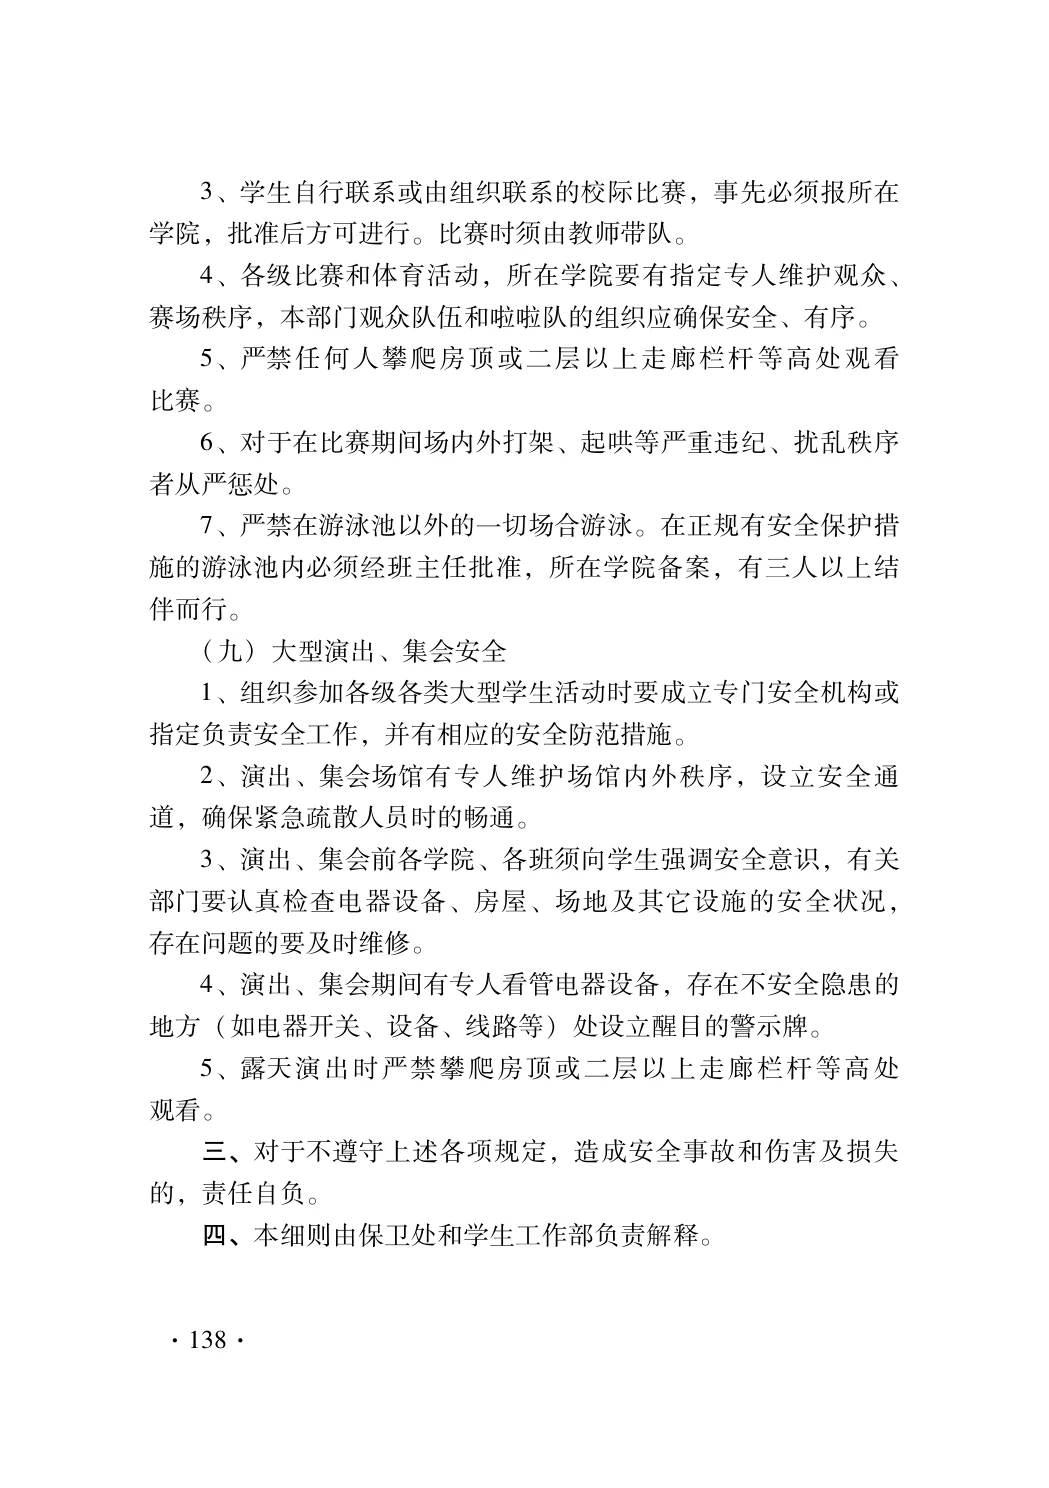 3、学生自行联系或由组织联系的校际比赛，事先必须报所在
学院，批准后方可进行。比赛时须由教师带队。
4、各级比赛和体育活动，所在学院要有指定专人维护观众、
赛场秩序，本部门观众队伍和啦啦队的组织应确保安全、有序。
5、严禁任何人攀爬房顶或二层以上走廊栏杆等高处观看
比赛。
6、对于在比赛期间场内外打架、起哄等严重违纪、扰乱秩序
者从严惩处。
7、严禁在游泳池以外的一切场合游泳。在正规有安全保护措
施的游泳池内必须经班主任批准，所在学院备案，有三人以上结
伴而行。
（九）大型演出、集会安全
1、组织参加各级各类大型学生活动时要成立专门安全机构或
指定负责安全工作，并有相应的安全防范措施。
2、演出、集会场馆有专人维护场馆内外秩序，设立安全通
道，确保紧急疏散人员时的畅通。
3、演出、集会前各学院、各班须向学生强调安全意识，有关
部门要认真检查电器设备、房屋、场地及其它设施的安全状况，
存在问题的要及时维修。
4、演出、集会期间有专人看管电器设备，存在不安全隐患的
地方（如电器开关、设备、线路等）处设立醒目的警示牌。
5、露天演出时严禁攀爬房顶或二层以上走廊栏杆等高处
观看。
三、对于不遵守上述各项规定，造成安全事故和伤害及损失
的，责任自负。
四、本细则由保卫处和学生工作部负责解释。
·138·